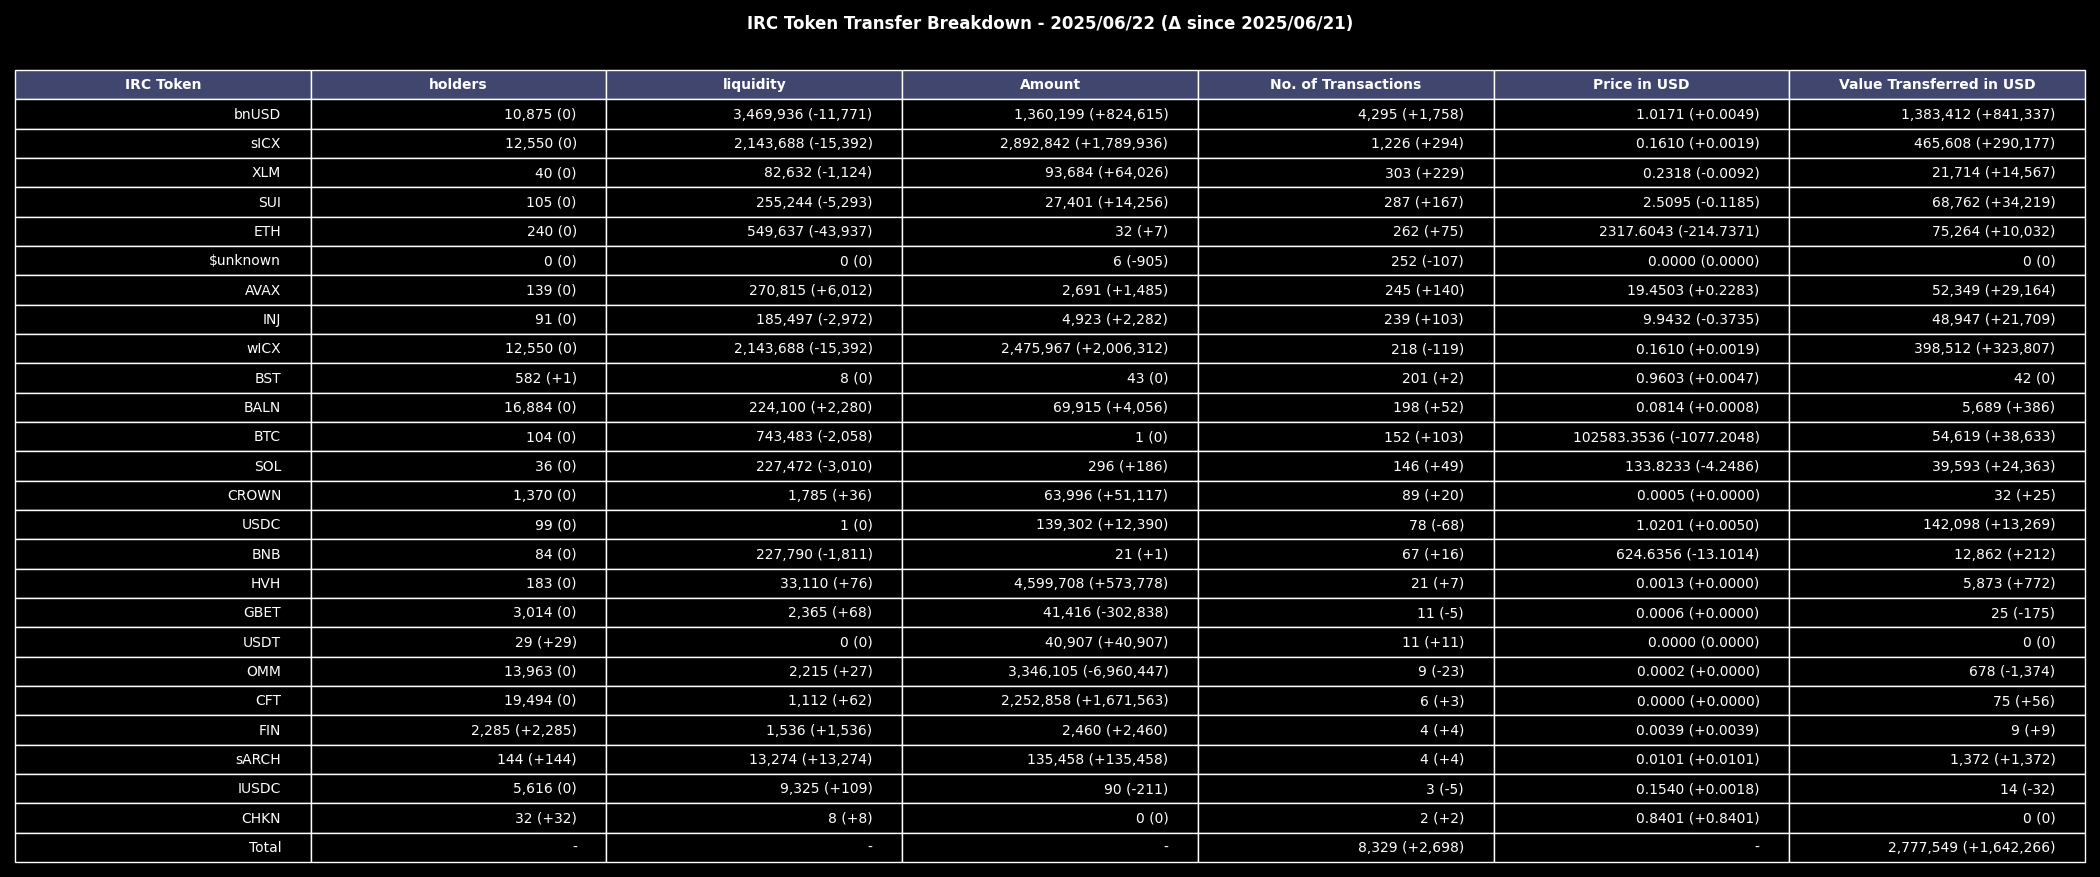 IRC Token Transfer Breakdown - 2025/06/22 (Δ since 2025/06/21)
IRC Token holders liquidity Amount No. of Transactions Price in USD Value Transferred in USD
bnUSD 10,875 (0) 3,469,936 (-11,771) 1,360,199 (+824,615) 4,295 (+1,758) 1.0171 (+0.0049) 1,383,412 (+841,337)
sICX 12,550 (0) 2,143,688 (-15,392) 2,892,842 (+1,789,936) 1,226 (+294) 0.1610 (+0.0019) 465,608 (+290,177)
XLM 40 (0) 82,632 (-1,124) 93,684 (+64,026) 303 (+229) 0.2318 (-0.0092) 21,714 (+14,567)
SUI 105 (0) 255,244 (-5,293) 27,401 (+14,256) 287 (+167) 2.5095 (-0.1185) 68,762 (+34,219)
ETH 240 (0) 549,637 (-43,937) 32 (+7) 262 (+75) 2317.6043 (-214.7371) 75,264 (+10,032)
$unknown 0 (0) 0 (0) 6 (-905) 252 (-107) 0.0000 (0.0000) 0 (0)
AVAX 139 (0) 270,815 (+6,012) 2,691 (+1,485) 245 (+140) 19.4503 (+0.2283) 52,349 (+29,164)
INJ 91 (0) 185,497 (-2,972) 4,923 (+2,282) 239 (+103) 9.9432 (-0.3735) 48,947 (+21,709)
wICX 12,550 (0) 2,143,688 (-15,392) 2,475,967 (+2,006,312) 218 (-119) 0.1610 (+0.0019) 398,512 (+323,807)
BST 582 (+1) 8 (0) 43 (0) 201 (+2) 0.9603 (+0.0047) 42 (0)
BALN 16,884 (0) 224,100 (+2,280) 69,915 (+4,056) 198 (+52) 0.0814 (+0.0008) 5,689 (+386)
BTC 104 (0) 743,483 (-2,058) 1 (0) 152 (+103) 102583.3536 (-1077.2048) 54,619 (+38,633)
SOL 36 (0) 227,472 (-3,010) 296 (+186) 146 (+49) 133.8233 (-4.2486) 39,593 (+24,363)
CROWN 1,370 (0) 1,785 (+36) 63,996 (+51,117) 89 (+20) 0.0005 (+0.0000) 32 (+25)
USDC 99 (0) 1 (0) 139,302 (+12,390) 78 (-68) 1.0201 (+0.0050) 142,098 (+13,269)
BNB 84 (0) 227,790 (-1,811) 21 (+1) 67 (+16) 624.6356 (-13.1014) 12,862 (+212)
HVH 183 (0) 33,110 (+76) 4,599,708 (+573,778) 21 (+7) 0.0013 (+0.0000) 5,873 (+772)
GBET 3,014 (0) 2,365 (+68) 41,416 (-302,838) 11 (-5) 0.0006 (+0.0000) 25 (-175)
USDT 29 (+29) 0 (0) 40,907 (+40,907) 11 (+11) 0.0000 (0.0000) 0 (0)
OMM 13,963 (0) 2,215 (+27) 3,346,105 (-6,960,447) 9 (-23) 0.0002 (+0.0000) 678 (-1,374)
CFT 19,494 (0) 1,112 (+62) 2,252,858 (+1,671,563) 6 (+3) 0.0000 (+0.0000) 75 (+56)
FIN 2,285 (+2,285) 1,536 (+1,536) 2,460 (+2,460) 4 (+4) 0.0039 (+0.0039) 9 (+9)
sARCH 144 (+144) 13,274 (+13,274) 135,458 (+135,458) 4 (+4) 0.0101 (+0.0101) 1,372 (+1,372)
IUSDC 5,616 (0) 9,325 (+109) 90 (-211) 3 (-5) 0.1540 (+0.0018) 14 (-32)
CHKN 32 (+32) 8 (+8) 0 (0) 2 (+2) 0.8401 (+0.8401) 0 (0)
Total - - - 8,329 (+2,698) - 2,777,549 (+1,642,266)